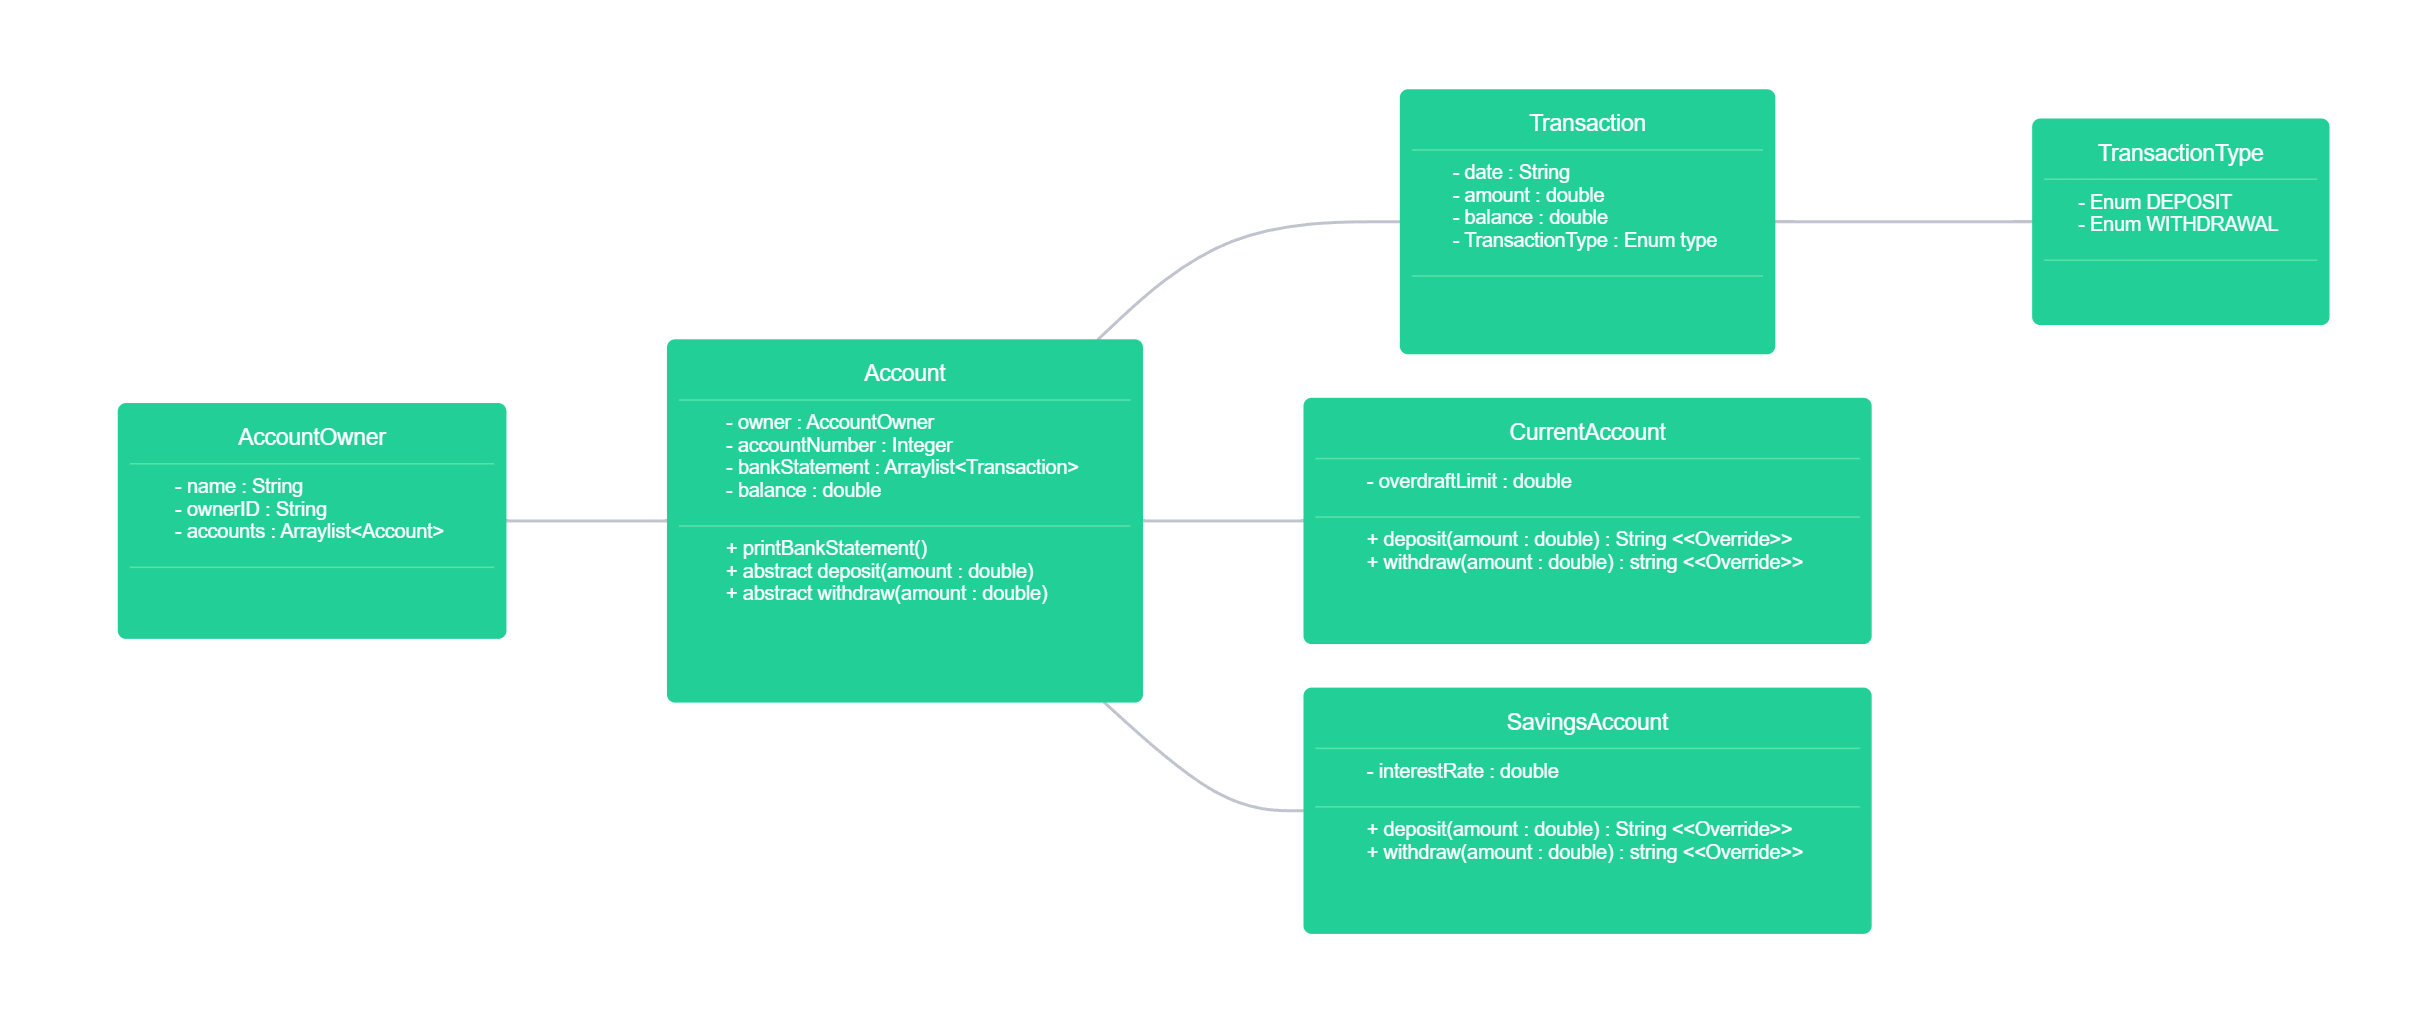 AccountOwner
- name : String
- ownerID : String
- accounts : Arraylist<Account>
Account
- owner : AccountOwner
- accountNumber : Integer
- bankStatement : Arraylist<Transaction>
- balance : double
+ printBankStatement()
+ abstract deposit(amount : double)
+ abstract withdraw(amount : double)
Transaction
- date : String
- amount : double
- balance : double
- TransactionType : Enum type
TransactionType
- Enum DEPOSIT
- Enum WITHDRAWAL
CurrentAccount
- overdraftLimit : double
+ deposit(amount : double) : String <<Override>>
+ withdraw(amount : double) : string <<Override>>
SavingsAccount
- interestRate : double
+ deposit(amount : double) : String <<Override>>
+ withdraw(amount : double) : string <<Override>>